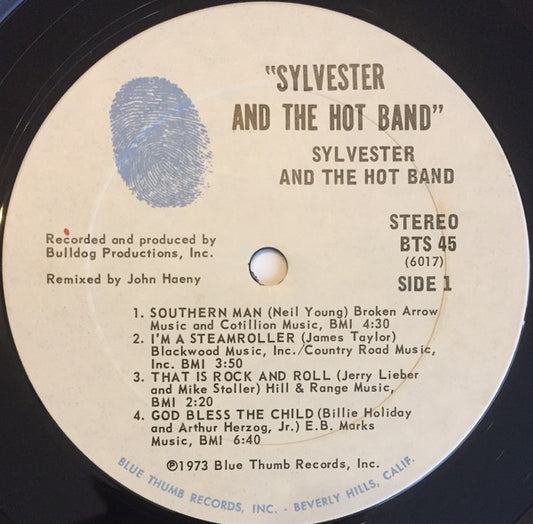 "SYLVESTER
AND THE HOT BAND"
SYLVESTER
AND THE HOT BAND
STEREO
BTS 45
(6017)
SIDE 1
Recorded and produced by
Bulldog Productions, Inc.
Remixed by John Haeny
1. SOUTHERN MAN (Neil Young) Broken Arrow
Music and Cotillion Music, BMI 4:30
2. I'M A STEAMROLLER (James Taylor)
Blackwood Music, Inc./Country Road Music,
Inc. BMI 3:50
3. THAT IS ROCK AND ROLL (Jerry Lieber
and Mike Stoller) Hill & Range Music,
BMI 2:20
4. GOD BLESS THE CHILD (Billie Holiday
and Arthur Herzog, Jr.) E.B. Marks
Music, BMI 6:40
℗1973 Blue Thumb Records, Inc.
BLUE THUMB RECORDS, INC. - BEVERLY HILLS, CALIF.